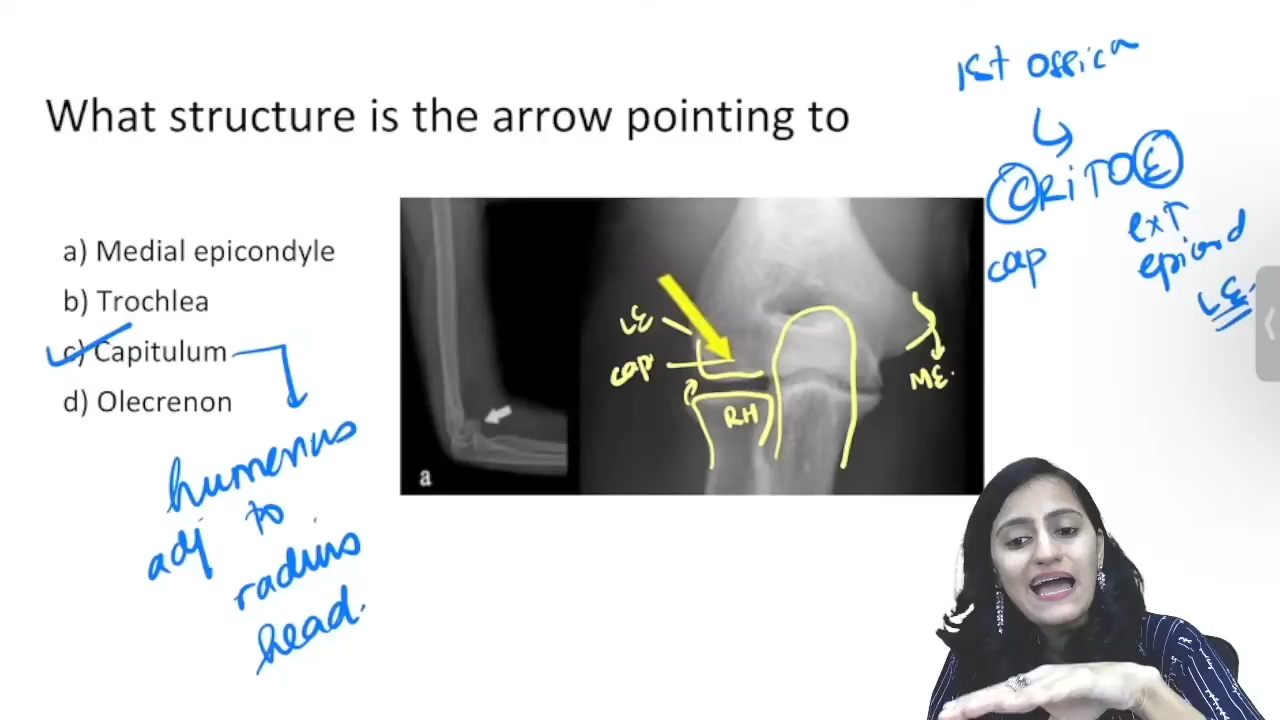 1st ossicn
What structure is the arrow pointing to
CRiTOE
ext
epicond
LE.
cap
a) Medial epicondyle
b) Trochlea
c) Capitulum
d) Olecrenon
LE
cap
RH
ME.
a
humerus
adj to
radius
head.